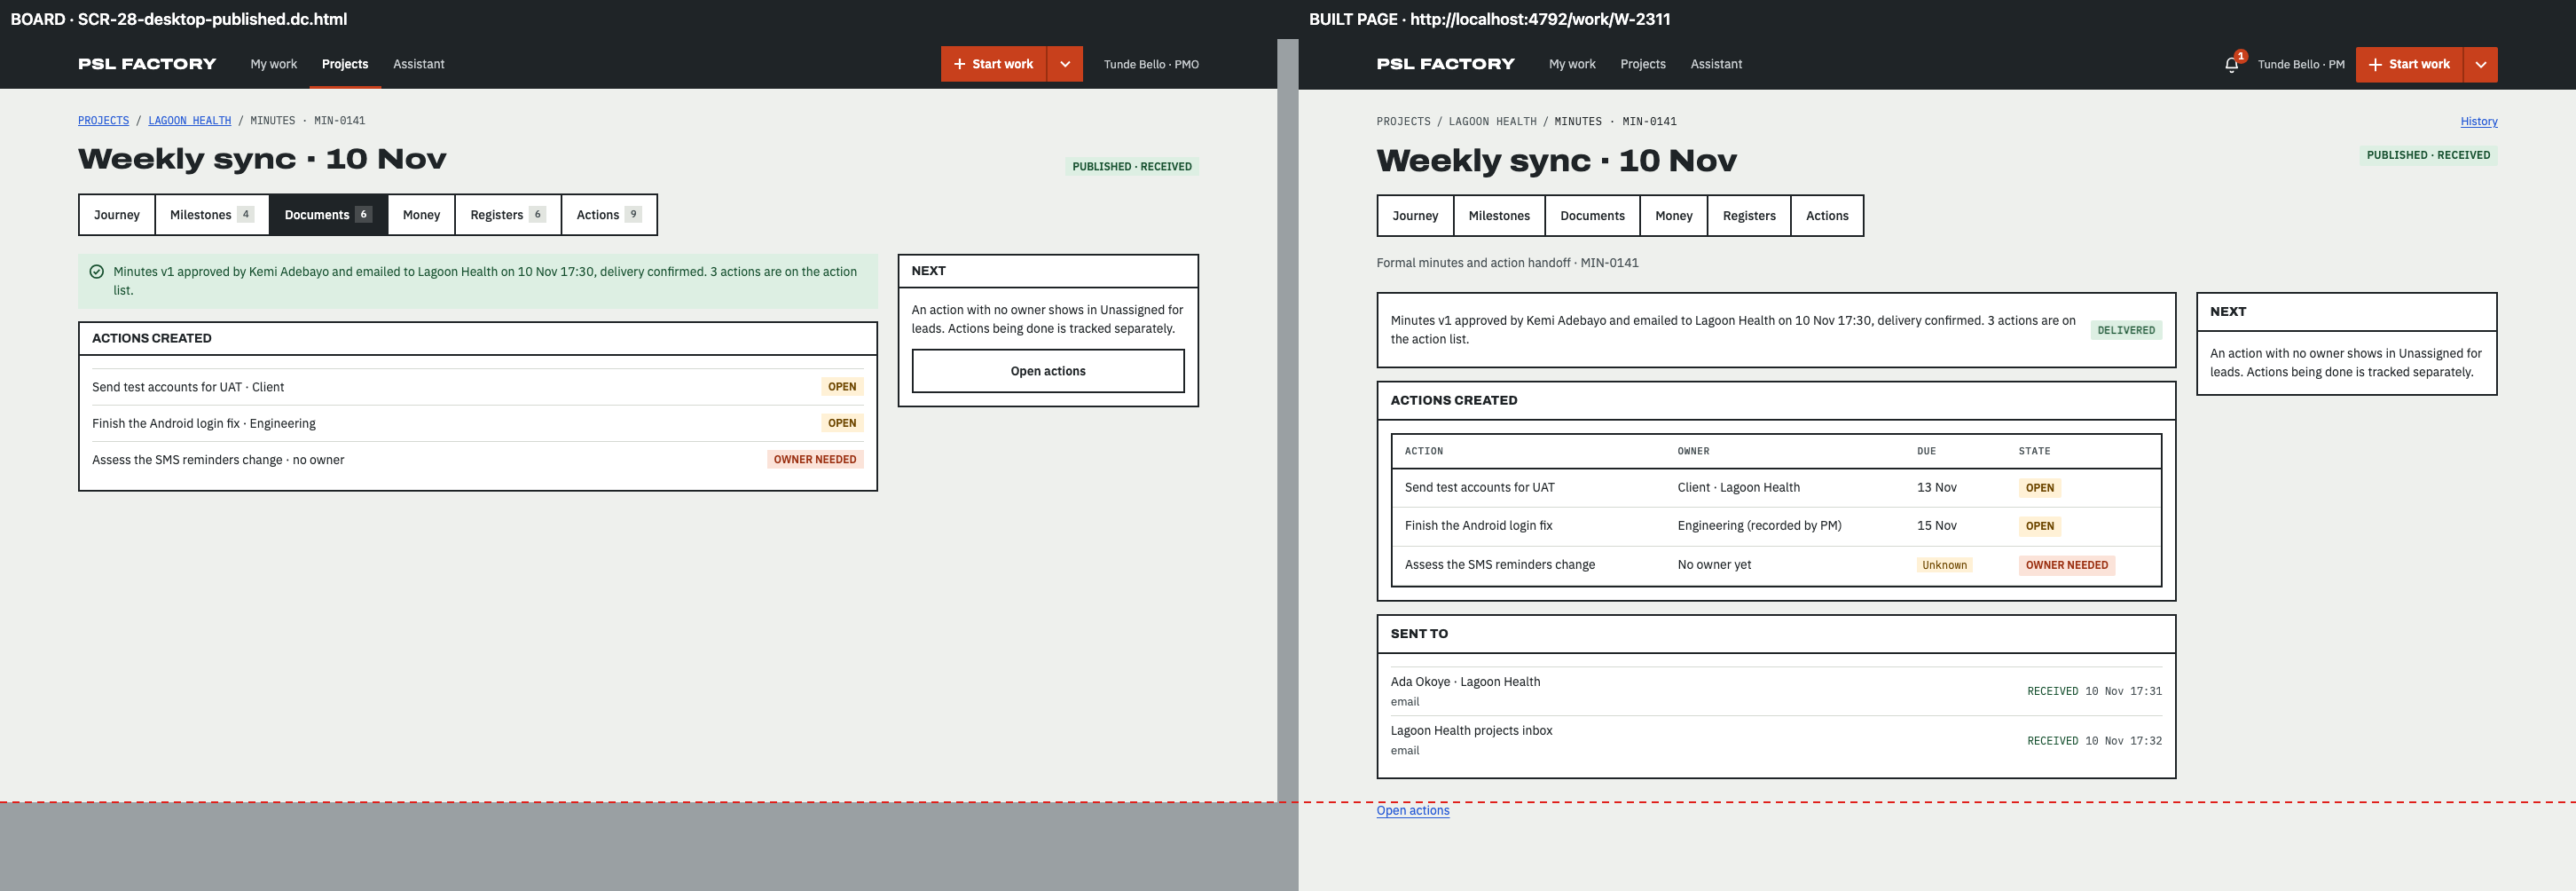 BOARD · SCR-28-desktop-published.dc.html
PSL FACTORY
My work
Projects
Assistant
+ Start work
Tunde Bello · PMO
PROJECTS / LAGOON HEALTH / MINUTES · MIN-0141
Weekly sync · 10 Nov
PUBLISHED · RECEIVED
Journey
Milestones 4
Documents 6
Money
Registers 6
Actions 9
Minutes v1 approved by Kemi Adebayo and emailed to Lagoon Health on 10 Nov 17:30, delivery confirmed. 3 actions are on the action
list.
ACTIONS CREATED
Send test accounts for UAT · Client
OPEN
Finish the Android login fix · Engineering
OPEN
Assess the SMS reminders change · no owner
OWNER NEEDED
NEXT
An action with no owner shows in Unassigned for
leads. Actions being done is tracked separately.
Open actions
BUILT PAGE · http://localhost:4792/work/W-2311
PSL FACTORY
My work
Projects
Assistant
1
Tunde Bello · PM
+ Start work
PROJECTS / LAGOON HEALTH / MINUTES · MIN-0141
History
Weekly sync · 10 Nov
PUBLISHED · RECEIVED
Journey
Milestones
Documents
Money
Registers
Actions
Formal minutes and action handoff · MIN-0141
Minutes v1 approved by Kemi Adebayo and emailed to Lagoon Health on 10 Nov 17:30, delivery confirmed. 3 actions are on
the action list.
DELIVERED
ACTIONS CREATED
ACTION OWNER DUE STATE
Send test accounts for UAT Client · Lagoon Health 13 Nov OPEN
Finish the Android login fix Engineering (recorded by PM) 15 Nov OPEN
Assess the SMS reminders change No owner yet Unknown OWNER NEEDED
SENT TO
Ada Okoye · Lagoon Health
email
RECEIVED 10 Nov 17:31
Lagoon Health projects inbox
email
RECEIVED 10 Nov 17:32
NEXT
An action with no owner shows in Unassigned for
leads. Actions being done is tracked separately.
Open actions